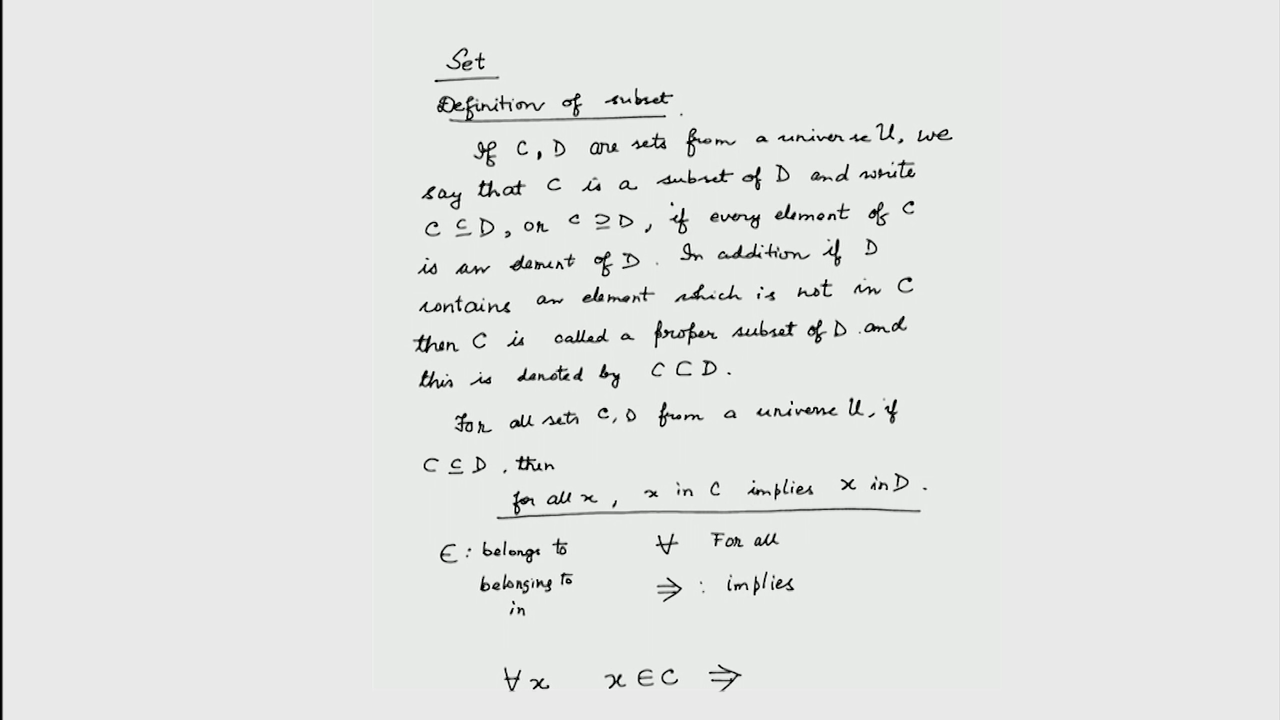 Set
Definition of subset.
If C, D are sets from a universe U, we
say that C is a subset of D and write
C ⊆ D, or C ⊇ D, if every element of C
is an element of D. In addition if D
contains an element which is not in C
then C is called a proper subset of D and
this is denoted by C ⊂ D.
For all sets C, D from a universe U, if
C ⊆ D, then
for all x, x in C implies x in D.
∈ : belongs to ∀ For all
belonging to ⇒ : implies
in
∀ x x ∈ C ⇒